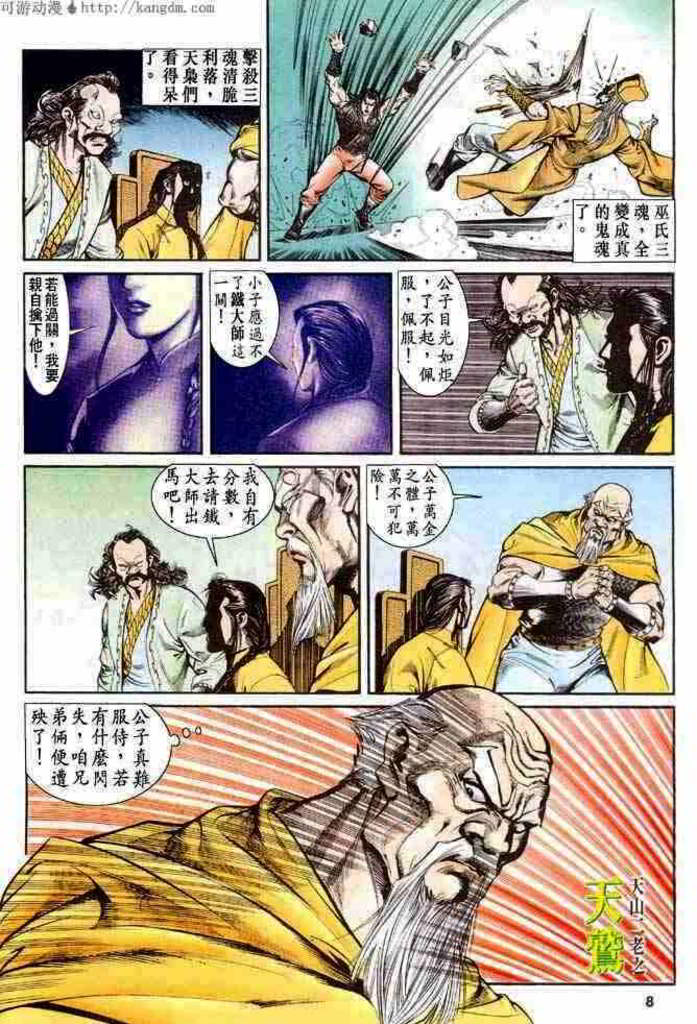 可游动漫 http://kangdm.com
巫氏三
魂，全
變成真
的鬼魂
了。
擊殺三
魂清脆
利落，
天梟們
看得呆
了。
公子目光如炬
，了不起，佩
服，佩服！
小子應過不
了鐵大師這
一關！
若能過關，我要
親自擒下他！
公子萬金
之體，萬
萬不可犯
險！
我自有
分數，
去請鐵
大師出
馬吧！
公子真難
服侍，若
有什麼閃
失，咱兄
弟倆便遭
殃了！
天山二老之
天鷲
8